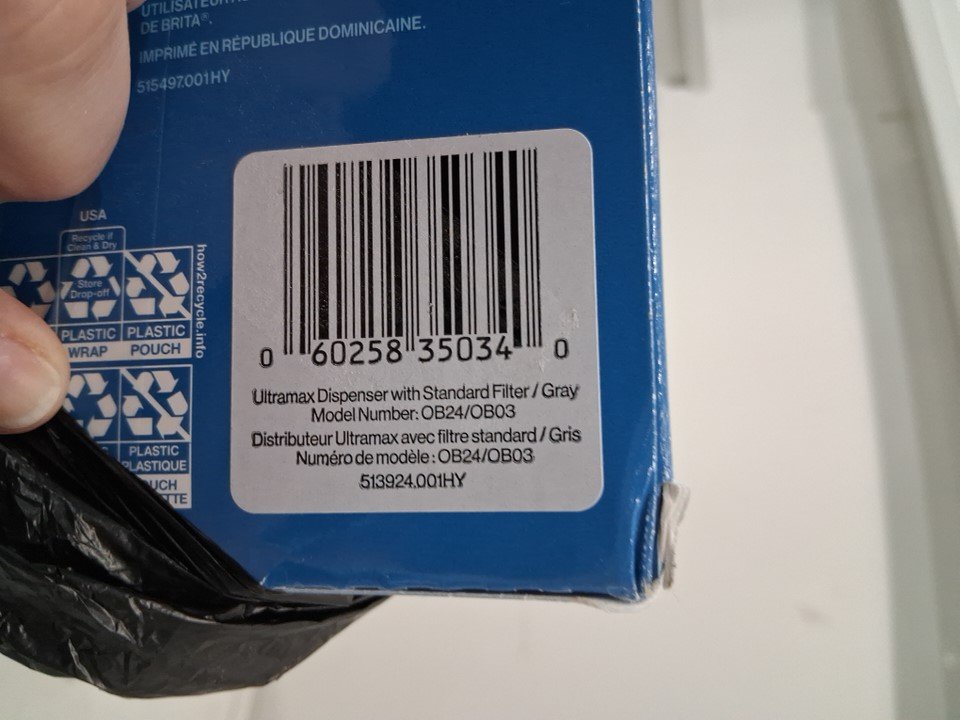 DE BRITA®.
IMPRIMÉ EN RÉPUBLIQUE DOMINICAINE.
515497.001HY
USA
Recycle if
Clean & Dry
Store
Drop-off
PLASTIC
WRAP
PLASTIC
POUCH
how2recycle.info
PLASTIC
PLASTIQUE
0 60258 35034 0
Ultramax Dispenser with Standard Filter / Gray
Model Number: OB24/OB03
Distributeur Ultramax avec filtre standard / Gris
Numéro de modèle : OB24/OB03
513924.001HY